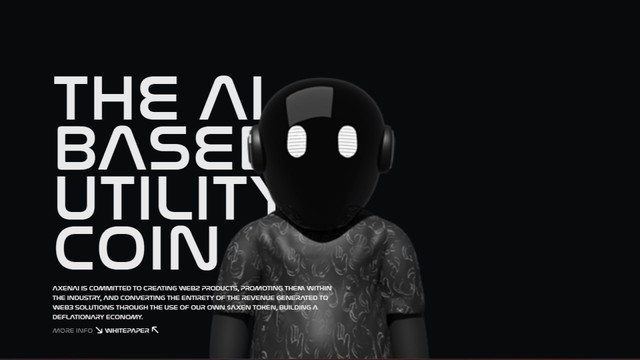 THE AI
BASED
UTILITY
COIN
AXENAI IS COMMITTED TO CREATING WEB2 PRODUCTS, PROMOTING THEM WITHIN
THE INDUSTRY, AND CONVERTING THE ENTIRETY OF THE REVENUE GENERATED TO
WEB3 SOLUTIONS THROUGH THE USE OF OUR OWN $AXEN TOKEN, BUILDING A
DEFLATIONARY ECONOMY.
MORE INFO ↘ WHITEPAPER ↖